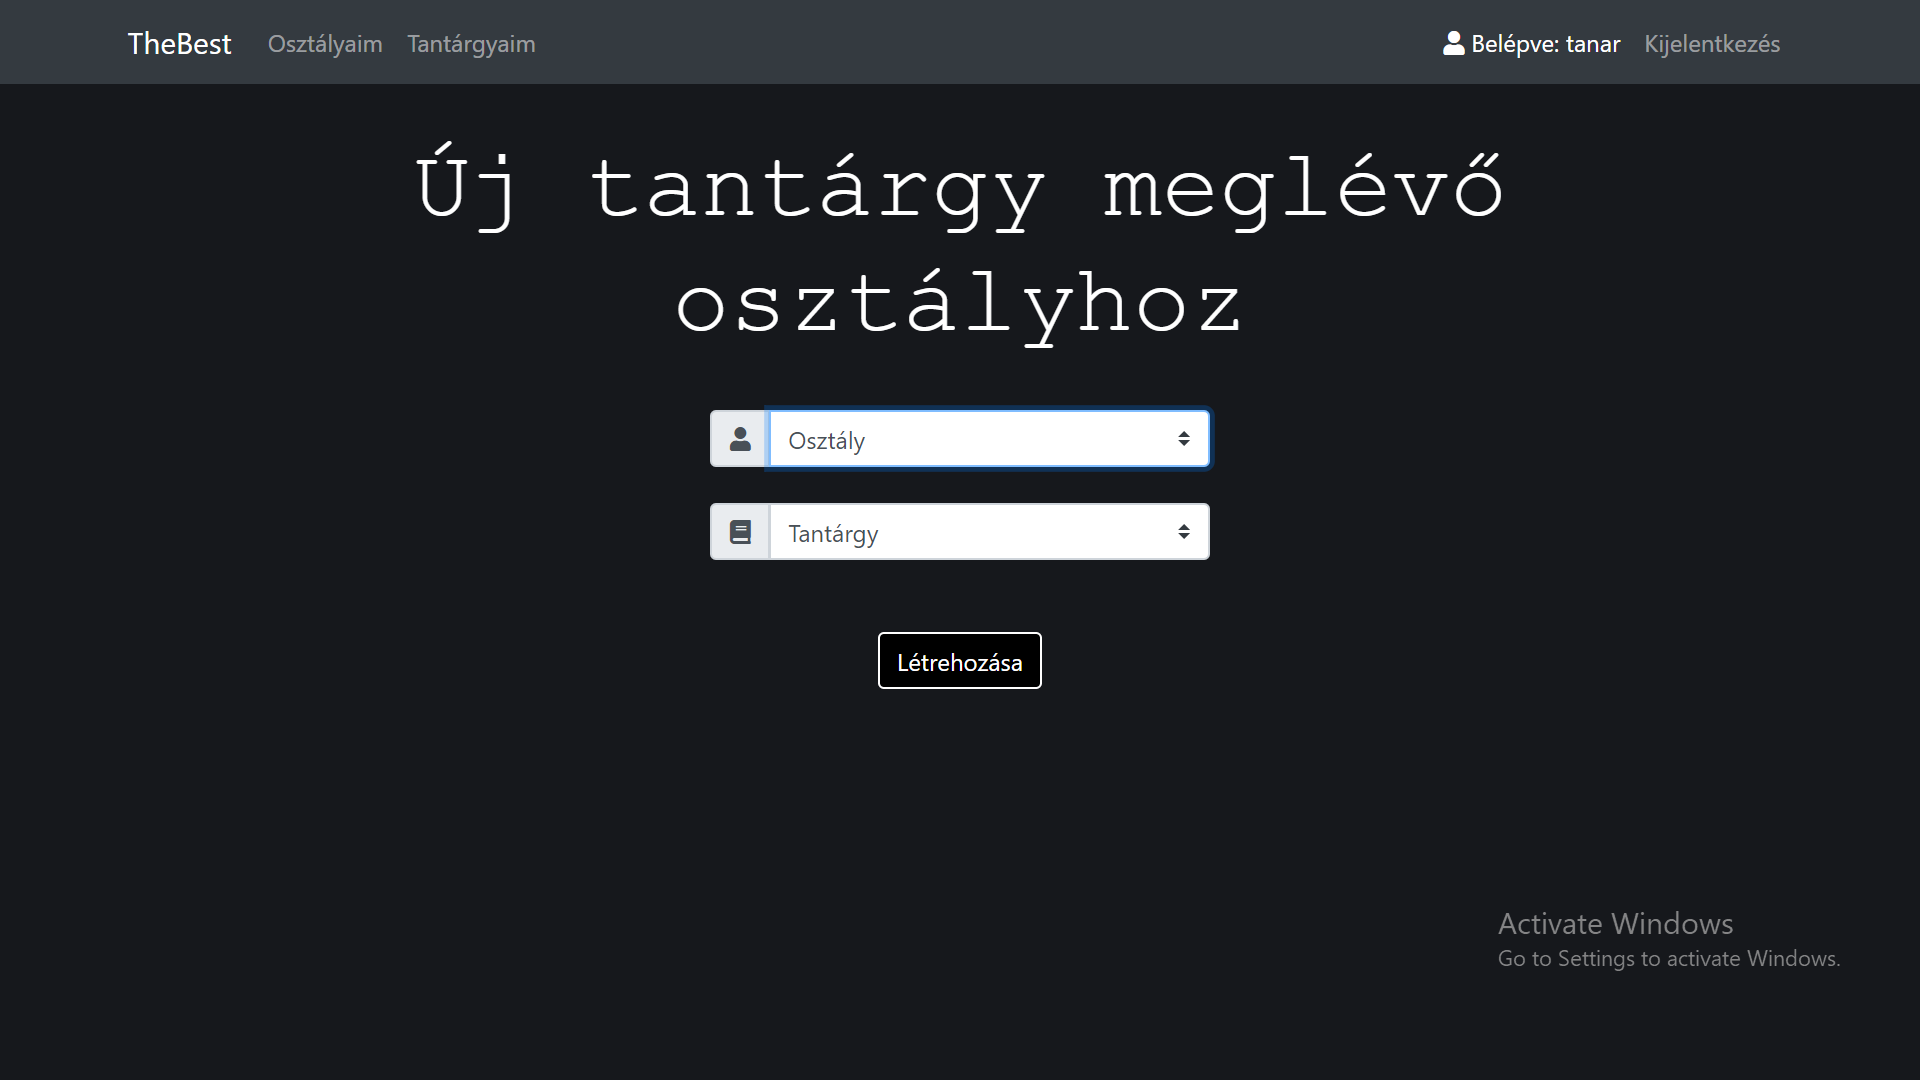 TheBest Osztályaim Tantárgyaim Belépve: tanar Kijelentkezés
Új tantárgy meglévő
osztályhoz
Osztály
Tantárgy
Létrehozása
Activate Windows
Go to Settings to activate Windows.